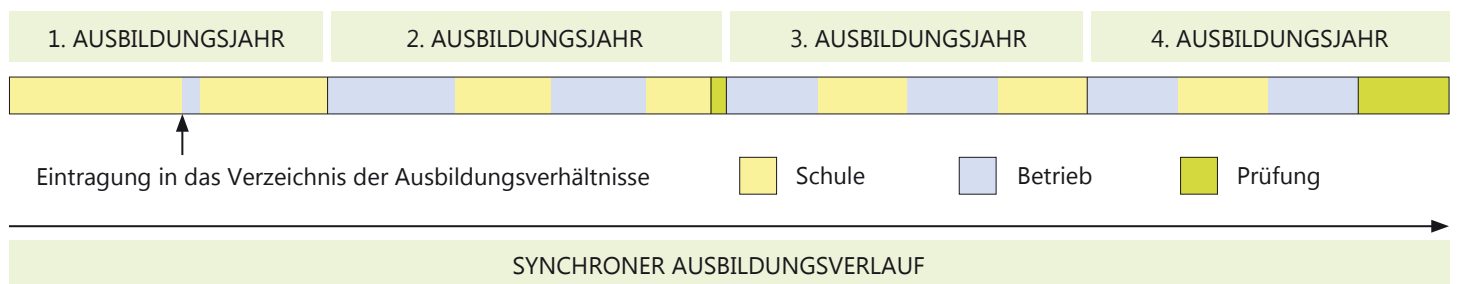 1. AUSBILDUNGSJAHR 2. AUSBILDUNGSJAHR 3. AUSBILDUNGSJAHR 4. AUSBILDUNGSJAHR
Eintragung in das Verzeichnis der Ausbildungsverhältnisse Schule Betrieb Prüfung
SYNCHRONER AUSBILDUNGSVERLAUF